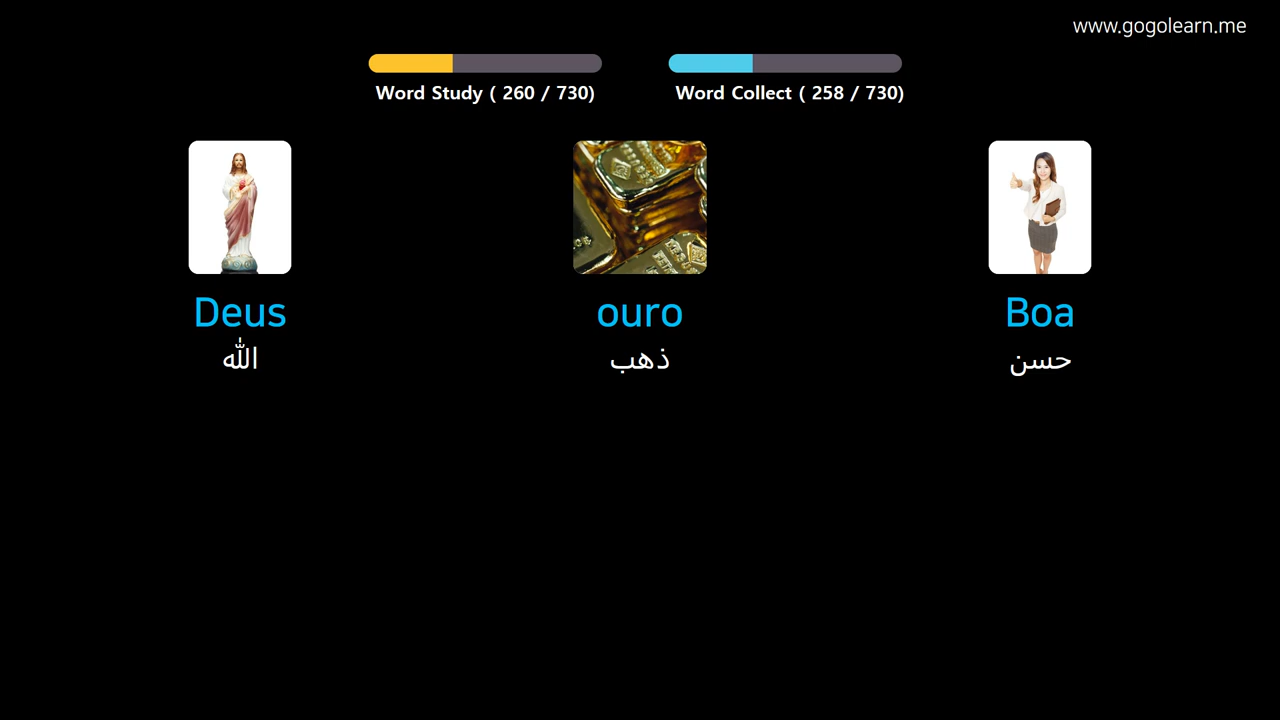 www.gogolearn.me
Word Study ( 260 / 730)
Word Collect ( 258 / 730)
Deus
ouro
Boa
الله
ذهب
حسن